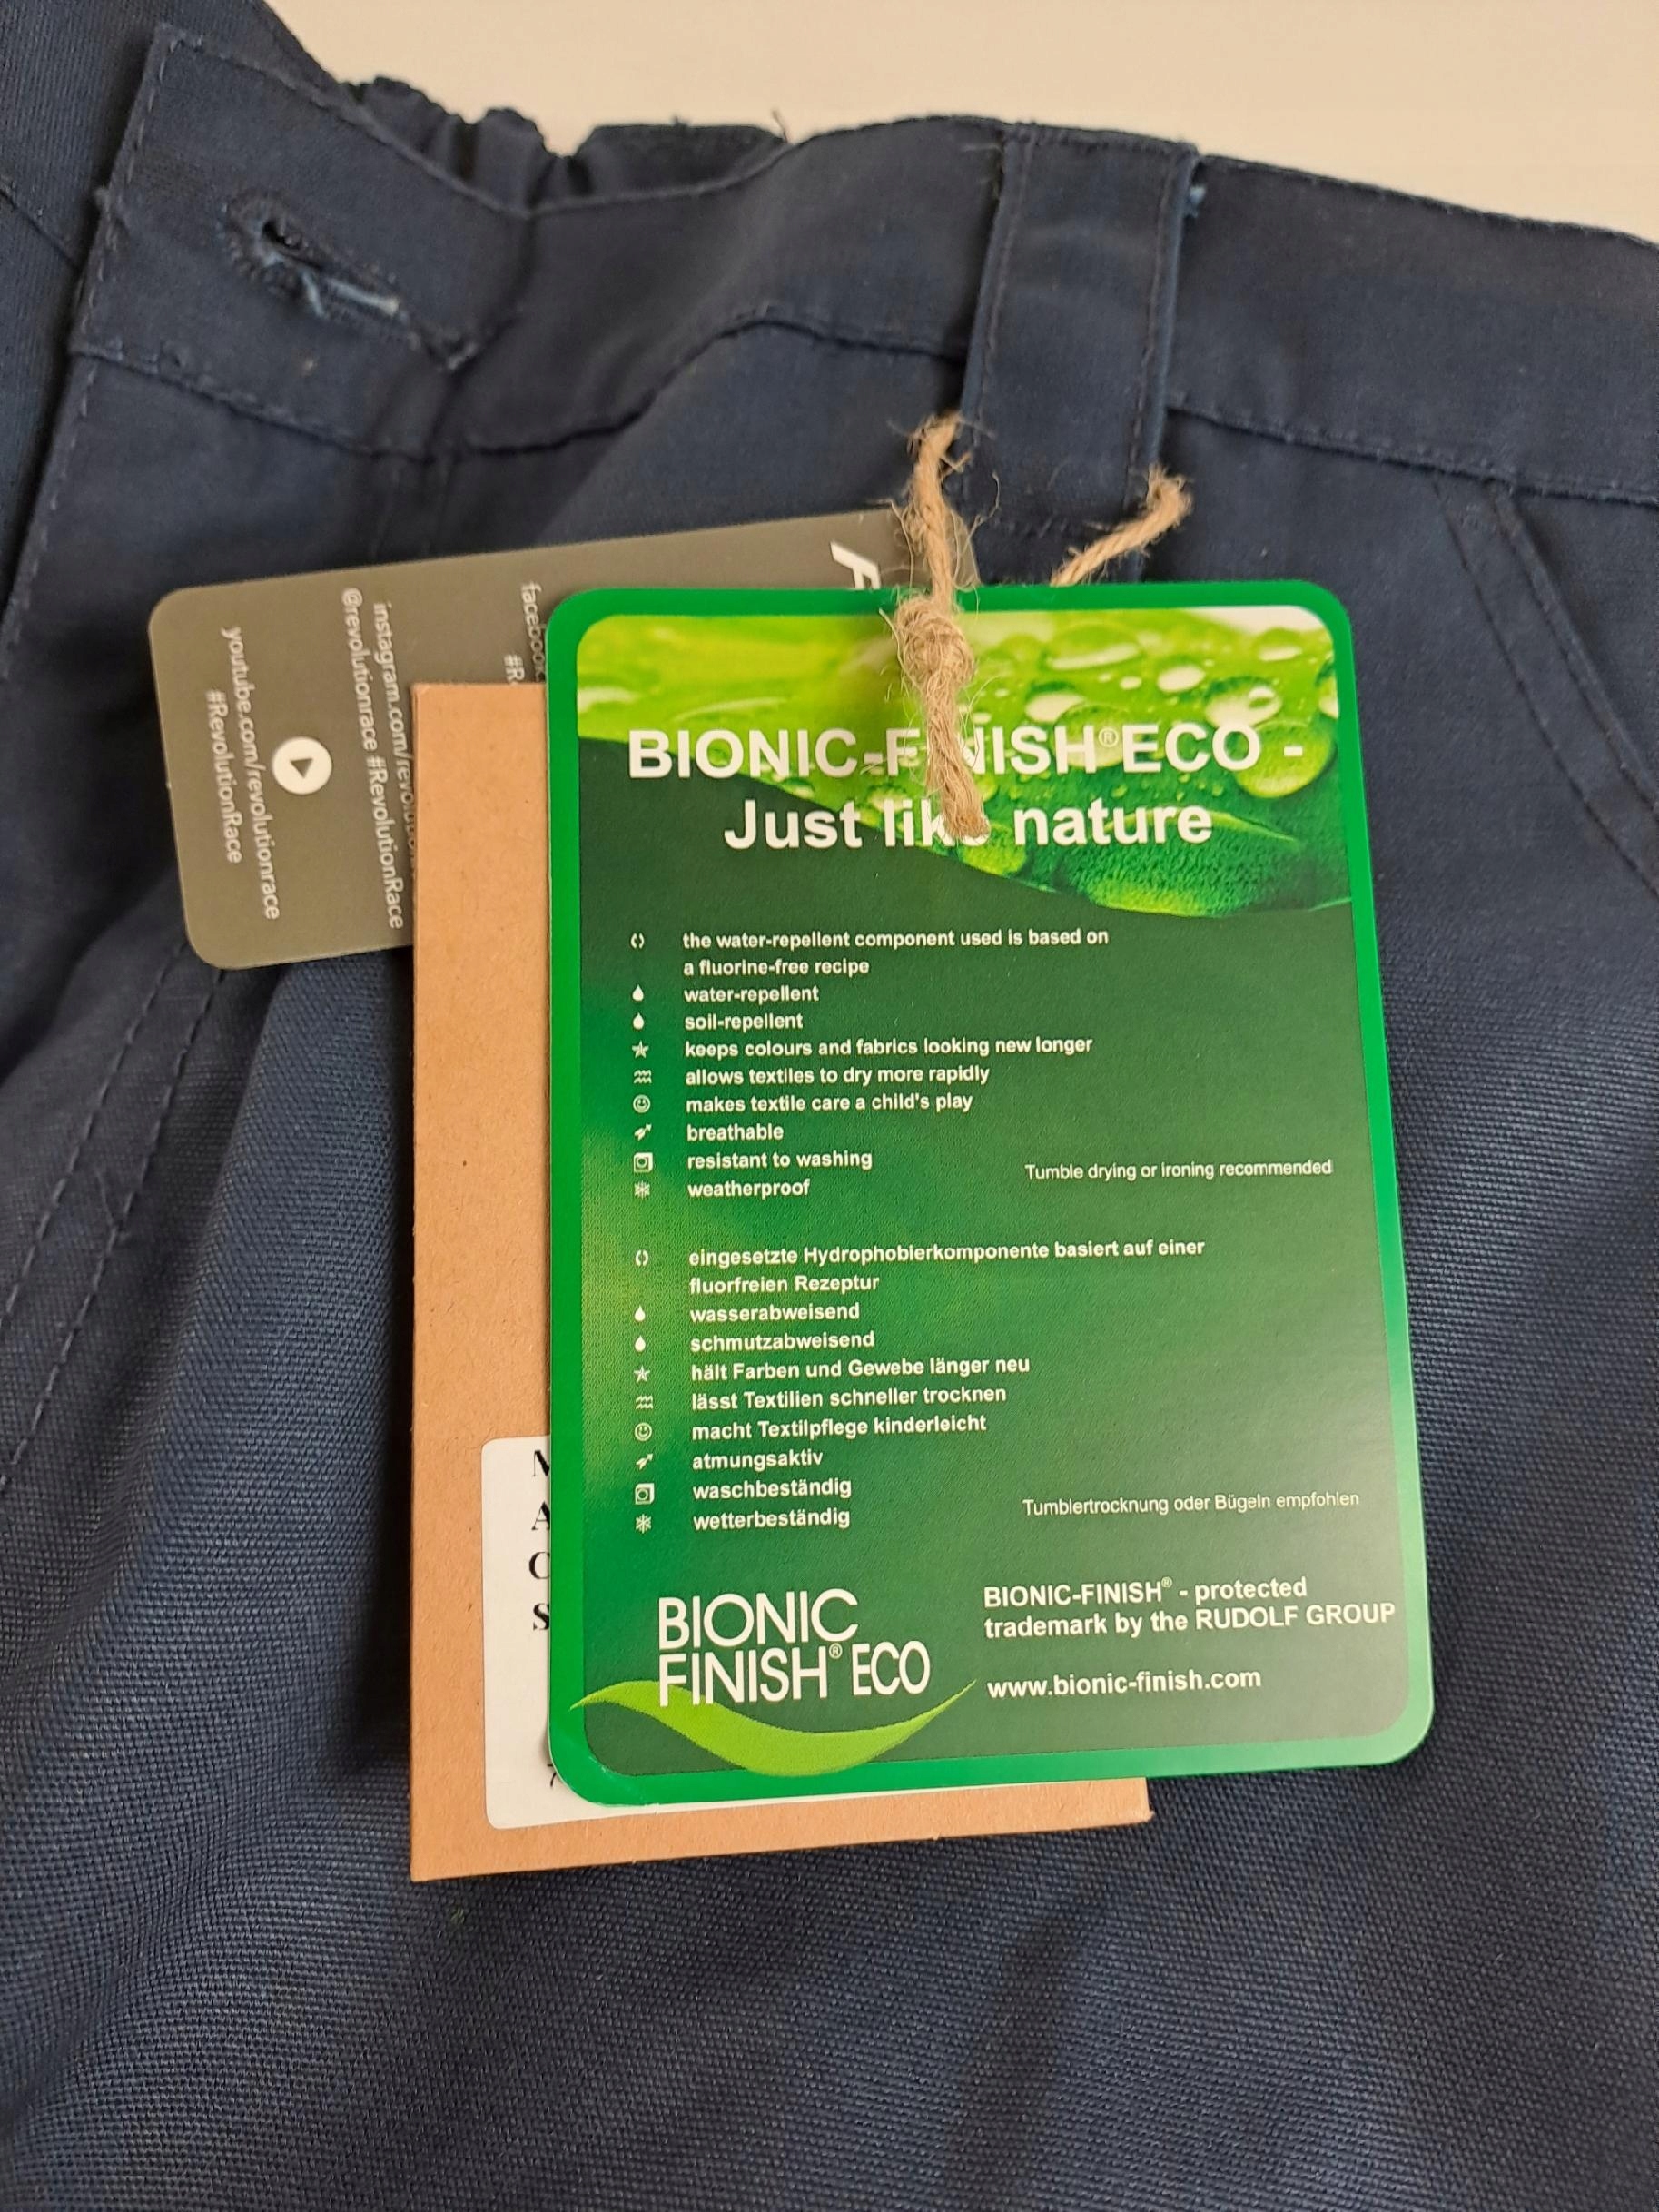 BIONIC-FINISH®ECO -
Just like nature
the water-repellent component used is based on
a fluorine-free recipe
water-repellent
soil-repellent
keeps colours and fabrics looking new longer
allows textiles to dry more rapidly
makes textile care a child's play
breathable
resistant to washing
Tumble drying or ironing recommended
weatherproof
eingesetzte Hydrophobierkomponente basiert auf einer
fluorfreien Rezeptur
wasserabweisend
schmutzabweisend
hält Farben und Gewebe länger neu
lässt Textilien schneller trocknen
macht Textilpflege kinderleicht
atmungsaktiv
waschbeständig
Tumblertrocknung oder Bügeln empfohlen
wetterbeständig
BIONIC
FINISH® ECO
BIONIC-FINISH® - protected
trademark by the RUDOLF GROUP
www.bionic-finish.com
instagram.com/revolutionrace
@revolutionrace #RevolutionRace
youtube.com/revolutionrace
#RevolutionRace